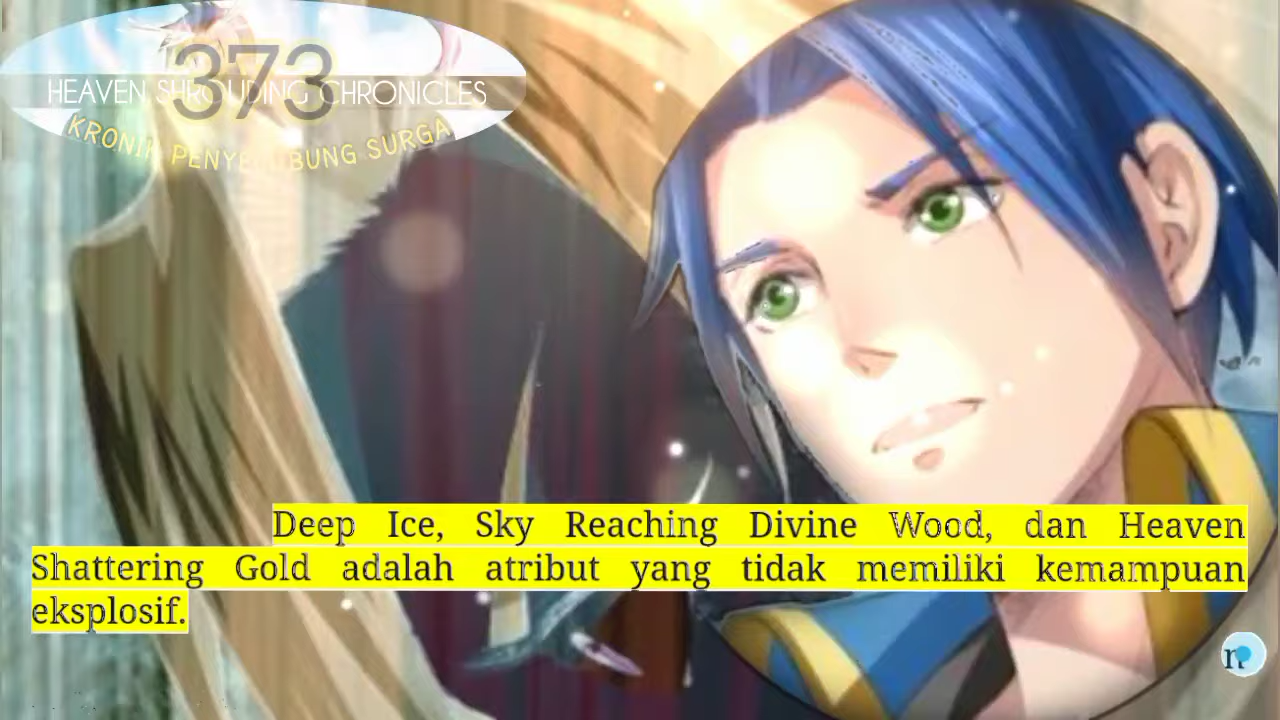 373
HEAVEN SHROUDING CHRONICLES
KRONIK PENYELUBUNG SURGA
Deep Ice, Sky Reaching Divine Wood, dan Heaven
Shattering Gold adalah atribut yang tidak memiliki kemampuan
eksplosif.
n